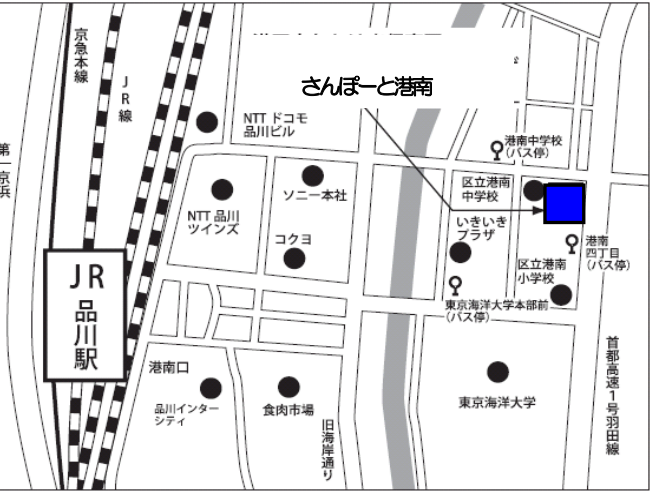 さんぽーと港南
京急本線
JR線
第一京浜
NTT ドコモ
品川ビル
港南中学校
(バス停)
ソニー本社
区立港南
中学校
NTT 品川
ツインズ
コクヨ
いきいき
プラザ
港南
四丁目
(バス停)
区立港南
小学校
JR
品川駅
東京海洋大学本部前
(バス停)
港南口
品川インター
シティ
食肉市場
旧海岸通り
東京海洋大学
首都高速1号羽田線